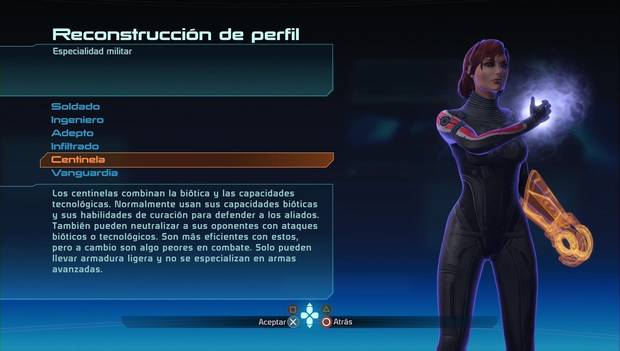 Reconstrucción de perfil
Especialidad militar
Soldado
Ingeniero
Adepto
Infiltrado
Centinela
Vanguardia
Los centinelas combinan la biótica y las capacidades
tecnológicas. Normalmente usan sus capacidades bióticas
y sus habilidades de curación para defender a los aliados.
También pueden neutralizar a sus oponentes con ataques
bióticos o tecnológicos. Son más eficientes con estos,
pero a cambio son algo peores en combate. Solo pueden
llevar armadura ligera y no se especializan en armas
avanzadas.
Aceptar Atrás